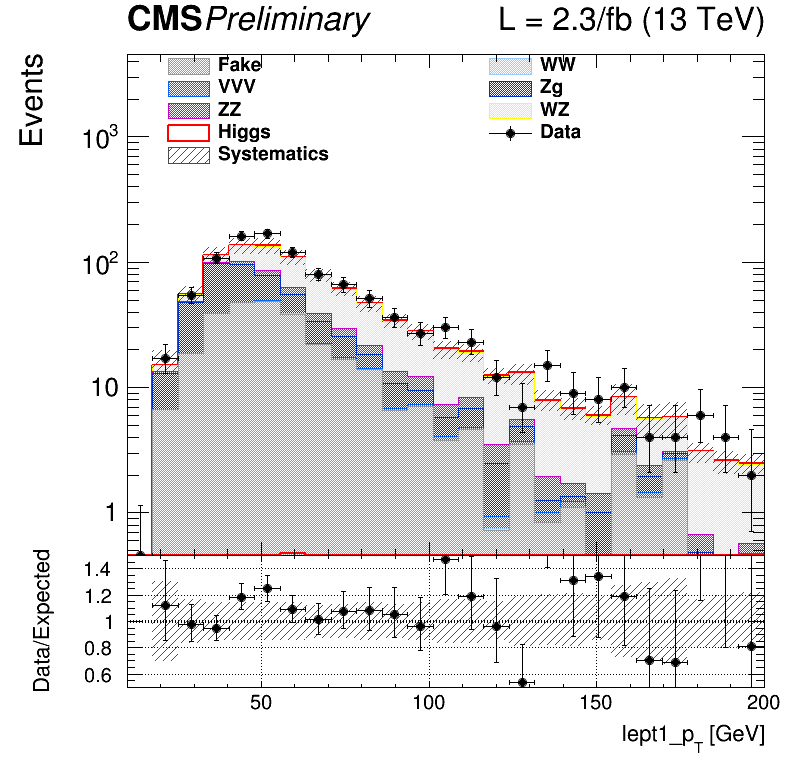 CMS Preliminary L = 2.3/fb (13 TeV)
Events
Fake WW
VVV Zg
ZZ WZ
Higgs Data
Systematics
10³
10²
10
1
Data/Expected
1.4
1.2
1
0.8
0.6
50 100 150 200
lept1_p_T [GeV]